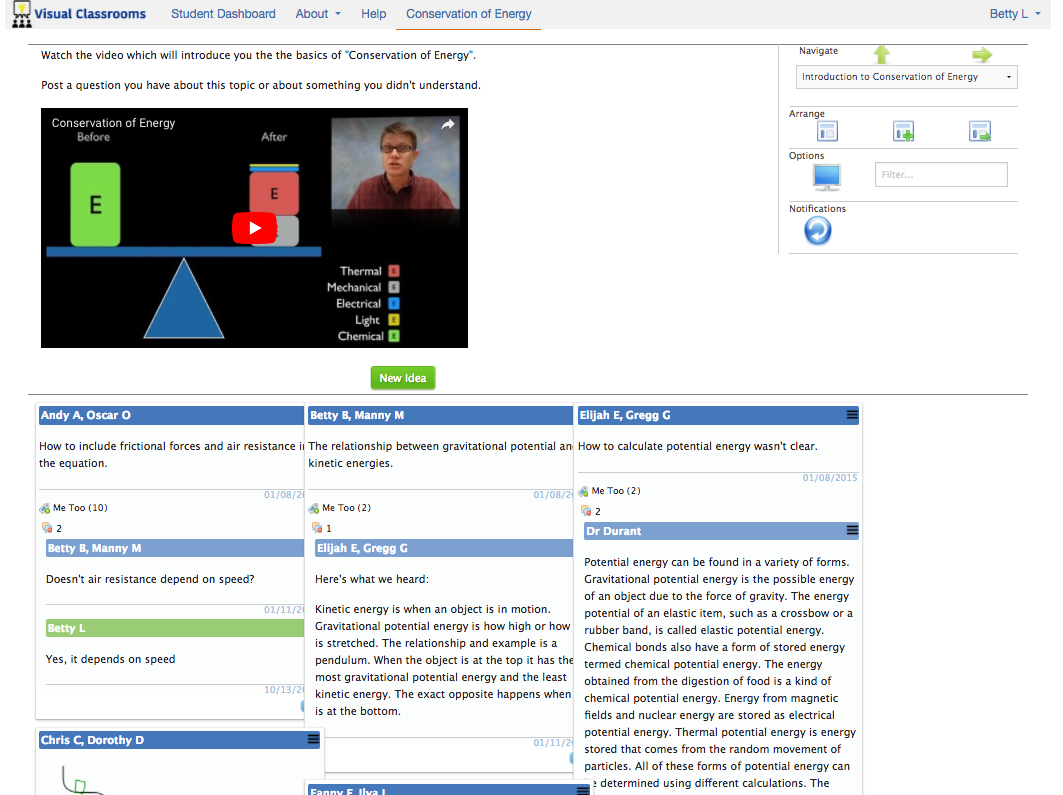 Visual Classrooms Student Dashboard About Help Conservation of Energy Betty L
Watch the video which will introduce you the the basics of "Conservation of Energy".
Post a question you have about this topic or about something you didn't understand.
Conservation of Energy
Before After
E E
Thermal E
Mechanical E
Electrical E
Light E
Chemical E
Navigate
Introduction to Conservation of Energy
Arrange
Options
Filter...
Notifications
New Idea
Andy A, Oscar O
How to include frictional forces and air resistance in
the equation.
01/08/20
Me Too (10)
2
Betty B, Manny M
Doesn't air resistance depend on speed?
01/11/20
Betty L
Yes, it depends on speed
10/13/20
Chris C, Dorothy D
Betty B, Manny M
The relationship between gravitational potential and
kinetic energies.
01/08/20
Me Too (2)
1
Elijah E, Gregg G
Here's what we heard:
Kinetic energy is when an object is in motion.
Gravitational potential energy is how high or how
is stretched. The relationship and example is a
pendulum. When the object is at the top it has the
most gravitational potential energy and the least
kinetic energy. The exact opposite happens when
is at the bottom.
01/11/20
Fanny F, Ilya I
Elijah E, Gregg G
How to calculate potential energy wasn't clear.
01/08/2015
Me Too (2)
2
Dr Durant
Potential energy can be found in a variety of forms.
Gravitational potential energy is the possible energy
of an object due to the force of gravity. The energy
potential of an elastic item, such as a crossbow or a
rubber band, is called elastic potential energy.
Chemical bonds also have a form of stored energy
termed chemical potential energy. The energy
obtained from the digestion of food is a kind of
chemical potential energy. Energy from magnetic
fields and nuclear energy are stored as electrical
potential energy. Thermal potential energy is energy
stored that comes from the random movement of
particles. All of these forms of potential energy can
e determined using different calculations. The